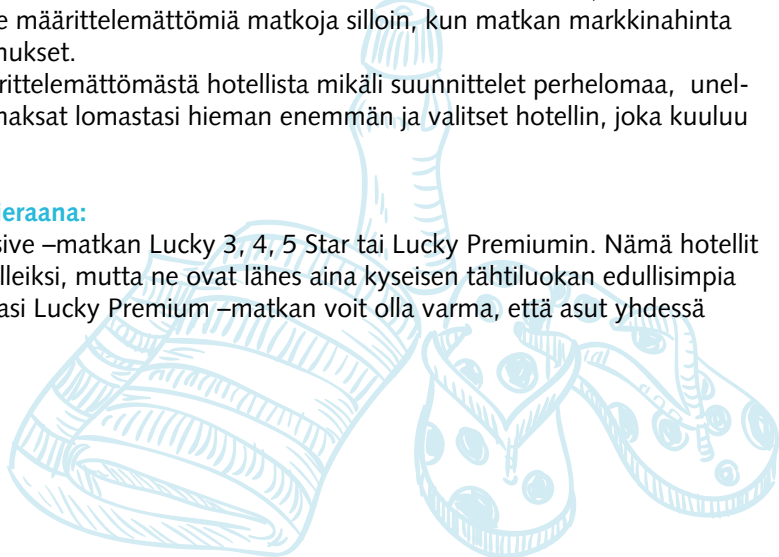 e määrittelemättömiä matkoja silloin, kun matkan markkinahinta
nukset.
rittelemättömästä hotellista mikäli suunnittelet perhelomaa, unel-
naksat lomastasi hieman enemmän ja valitset hotellin, joka kuuluu
ieraana:
sive –matkan Lucky 3, 4, 5 Star tai Lucky Premiumin. Nämä hotellit
lleiksi, mutta ne ovat lähes aina kyseisen tähtiluokan edullisimpia
asi Lucky Premium –matkan voit olla varma, että asut yhdessä